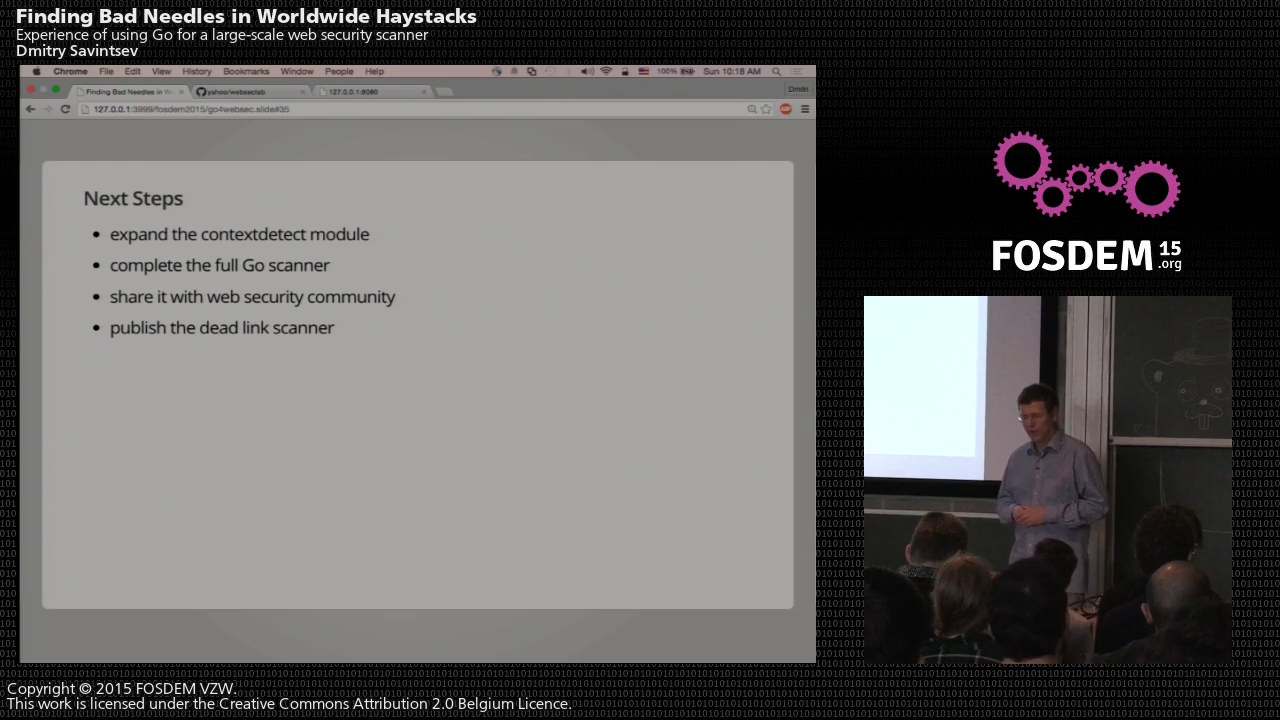 Finding Bad Needles in Worldwide Haystacks
Experience of using Go for a large-scale web security scanner
Dmitry Savintsev
Chrome File Edit View History Bookmarks Window People Help 100% Sun 10:18 AM
Finding Bad Needles in Wo yahoo/webseclab 127.0.0.1:8080 Dmitri
127.0.0.1:3999/fosdem2015/go4websec.slide#35
Next Steps
expand the contextdetect module
complete the full Go scanner
share it with web security community
publish the dead link scanner
FOSDEM 15
.org
Copyright © 2015 FOSDEM VZW.
This work is licensed under the Creative Commons Attribution 2.0 Belgium Licence.